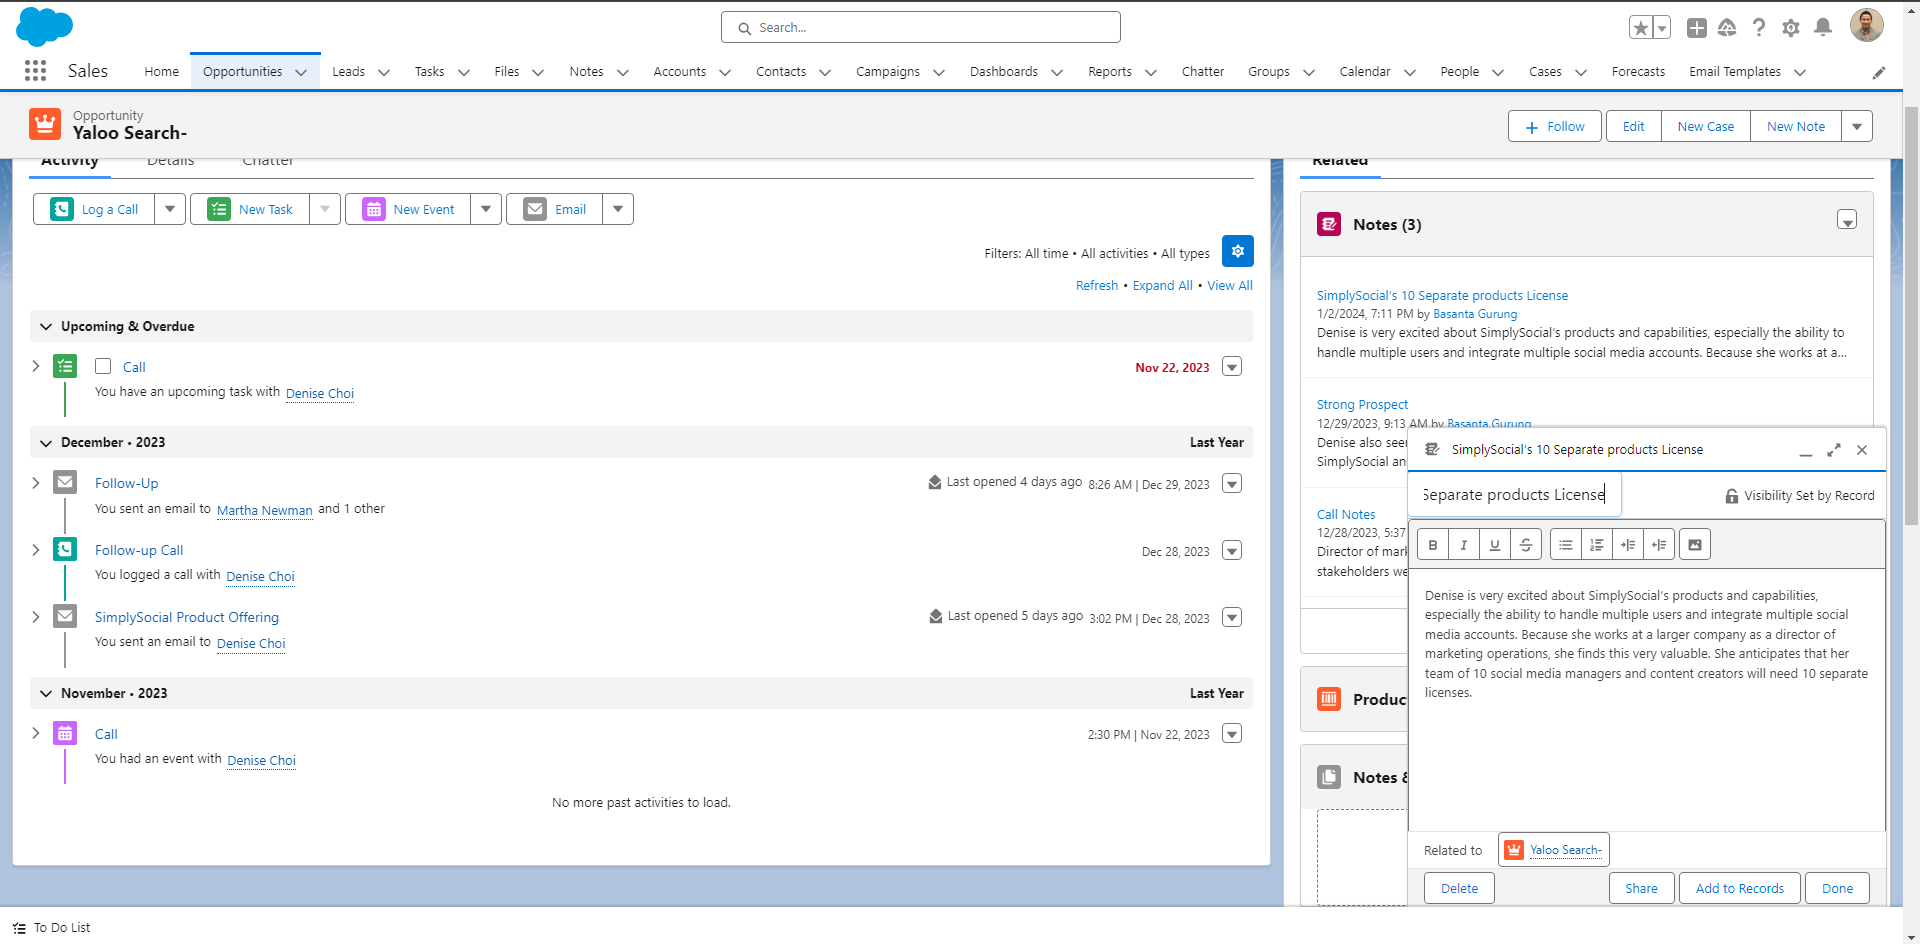 Search...
Sales
Home
Opportunities
Leads
Tasks
Files
Notes
Accounts
Contacts
Campaigns
Dashboards
Reports
Chatter
Groups
Calendar
People
Cases
Forecasts
Email Templates
Opportunity
Yaloo Search-
Follow
Edit
New Case
New Note
Activity
Details
Chatter
Log a Call
New Task
New Event
Email
Filters: All time • All activities • All types
Refresh • Expand All • View All
Upcoming & Overdue
Call
Nov 22, 2023
You have an upcoming task with Denise Choi
December • 2023
Last Year
Follow-Up
Last opened 4 days ago
8:26 AM | Dec 29, 2023
You sent an email to Martha Newman and 1 other
Follow-up Call
Dec 28, 2023
You logged a call with Denise Choi
SimplySocial Product Offering
Last opened 5 days ago
3:02 PM | Dec 28, 2023
You sent an email to Denise Choi
November • 2023
Last Year
Call
2:30 PM | Nov 22, 2023
You had an event with Denise Choi
No more past activities to load.
Related
Notes (3)
SimplySocial's 10 Separate products License
1/2/2024, 7:11 PM by Basanta Gurung
Denise is very excited about SimplySocial's products and capabilities, especially the ability to
handle multiple users and integrate multiple social media accounts. Because she works at a...
Strong Prospect
12/29/2023, 9:13 AM by Basanta Gurung
Denise also seer
SimplySocial an
Call Notes
12/28/2023, 5:37
Director of mark
stakeholders we
Produc
Notes &
SimplySocial's 10 Separate products License
Separate products License
Visibility Set by Record
B I U S
Denise is very excited about SimplySocial's products and capabilities,
especially the ability to handle multiple users and integrate multiple social
media accounts. Because she works at a larger company as a director of
marketing operations, she finds this very valuable. She anticipates that her
team of 10 social media managers and content creators will need 10 separate
licenses.
Related to
Yaloo Search-
Delete
Share
Add to Records
Done
To Do List